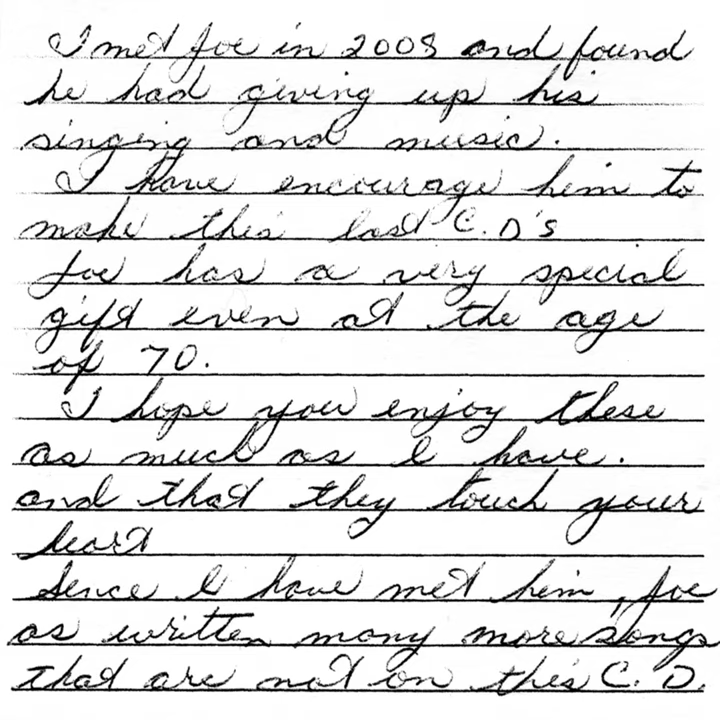 I met Joe in 2008 and found
he had giving up his
singing and music.
I have encourage him to
make this last C.D's
Joe has a very special
gift even at the age
of 70.
I hope you enjoy these
as much as I have.
and that they touch your
heart
Sence I have met him, Joe
as written many more songs
that are not on this C.D.